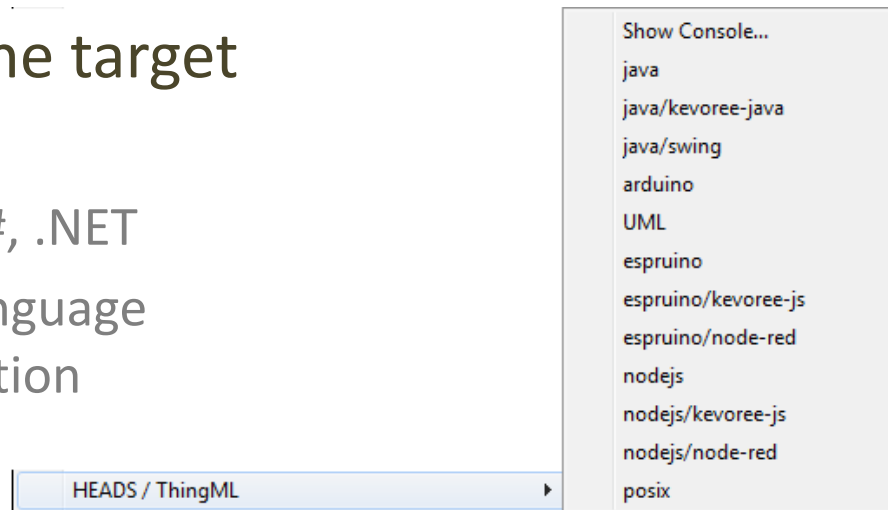 ne target
, .NET
nguage
tion
HEADS / ThingML
Show Console...
java
java/kevoree-java
java/swing
arduino
UML
espruino
espruino/kevoree-js
espruino/node-red
nodejs
nodejs/kevoree-js
nodejs/node-red
posix